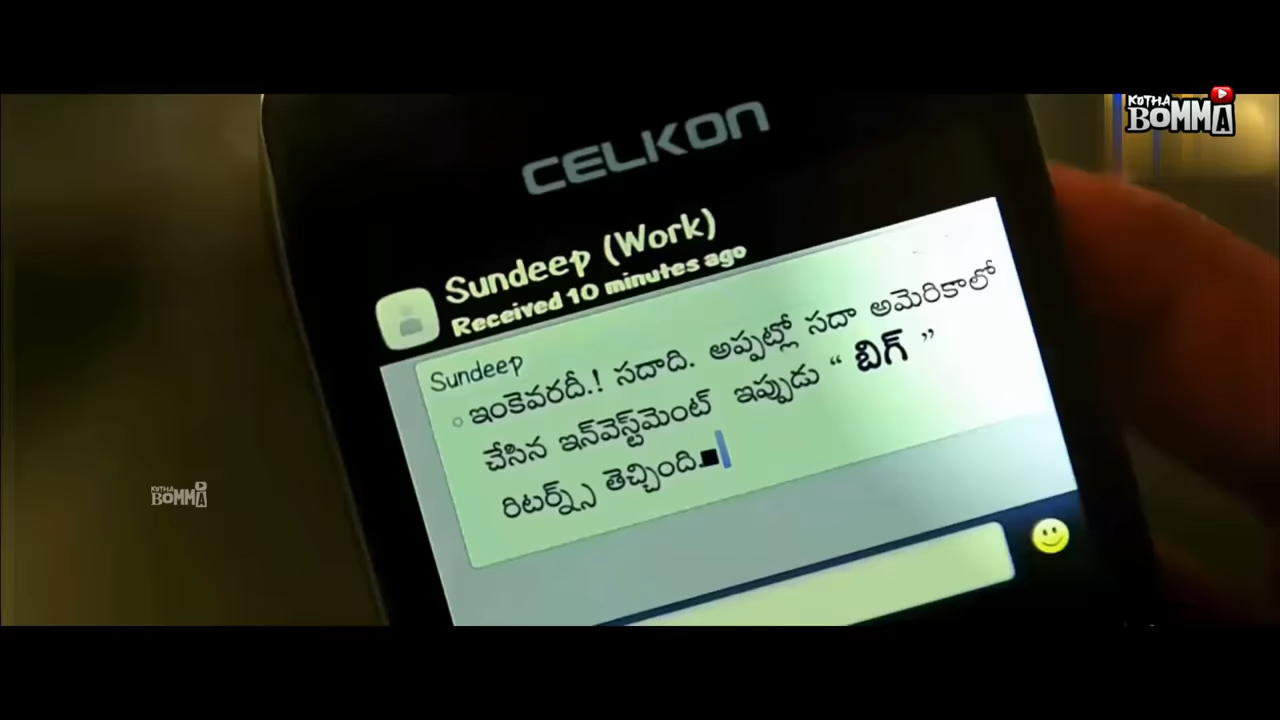 KOTHA
BOMMA
CELKON
Sundeep (Work)
Received 10 minutes ago
Sundeep
ఇంకెవరదీ.! సదాది. అప్పట్లో సదా అమెరికాలో
చేసిన ఇన్‌వెస్ట్‌మెంట్ ఇప్పుడు “ బిగ్ ”
రిటర్న్స్ తెచ్చింది.
KOTHA
BOMMA